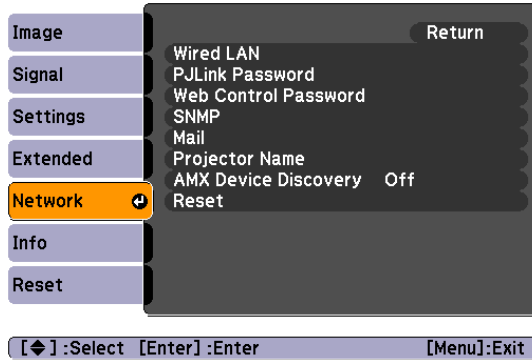 Image
Signal
Settings
Extended
Network
Info
Reset
Return
Wired LAN
PJLink Password
Web Control Password
SNMP
Mail
Projector Name
AMX Device Discovery Off
Reset
[◆] :Select [Enter] :Enter [Menu]:Exit